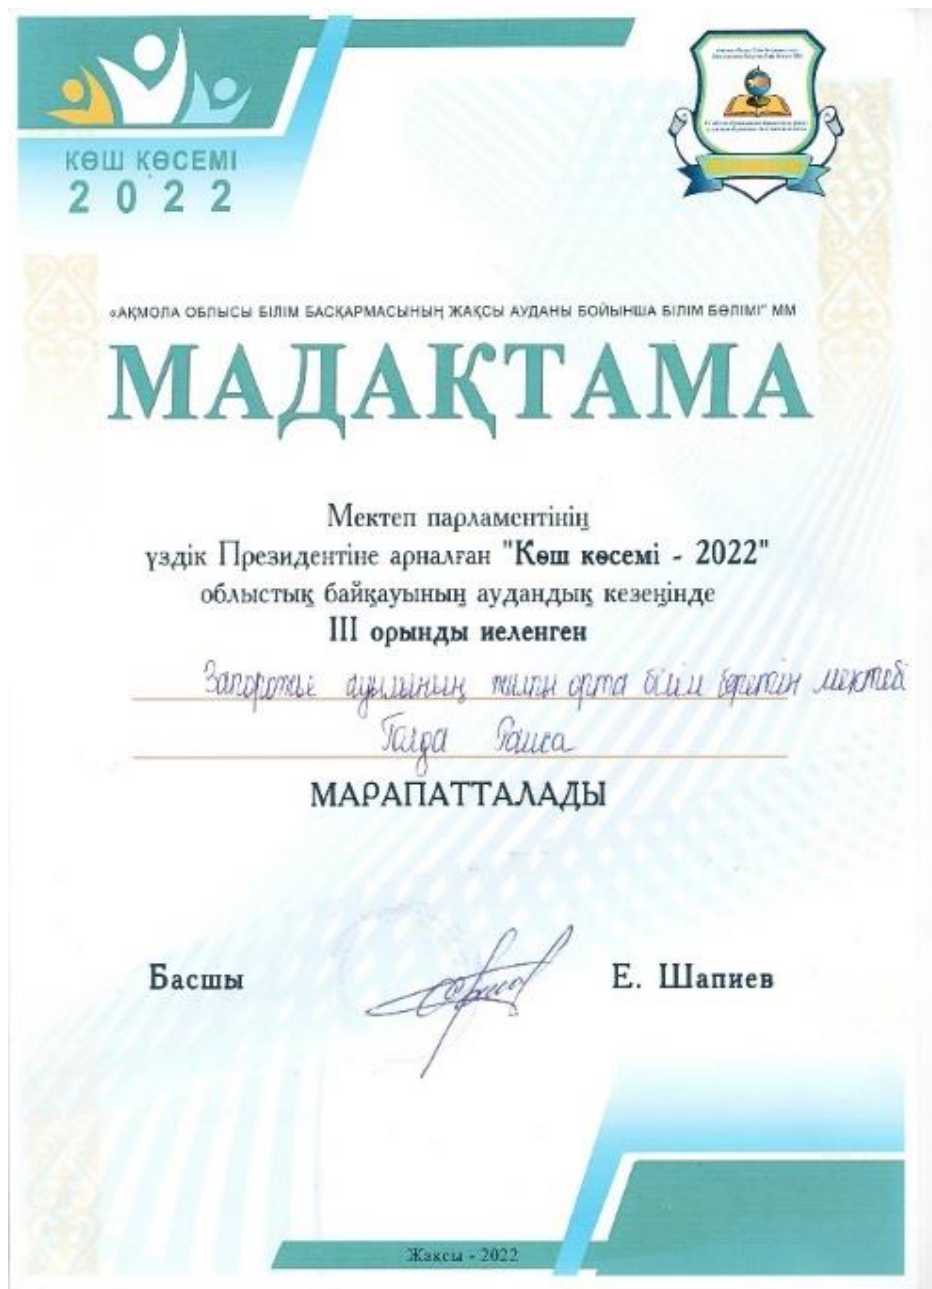 КӨШ КӨСЕМІ
2022
«АҚМОЛА ОБЛЫСЫ БІЛІМ БАСҚАРМАСЫНЫҢ ЖАҚСЫ АУДАНЫ БОЙЫНША БІЛІМ БӨЛІМІ" ММ
МАДАҚТАМА
Мектеп парламентінің
үздік Президентіне арналған "Көш көсемі - 2022"
облыстық байқауының аудандық кезеңінде
III орынды иеленген
Запорожье ауылының жалпы орта білім беретін мектебі
Раиса
МАРАПАТТАЛАДЫ
Басшы
Е. Шапиев
Жақсы - 2022